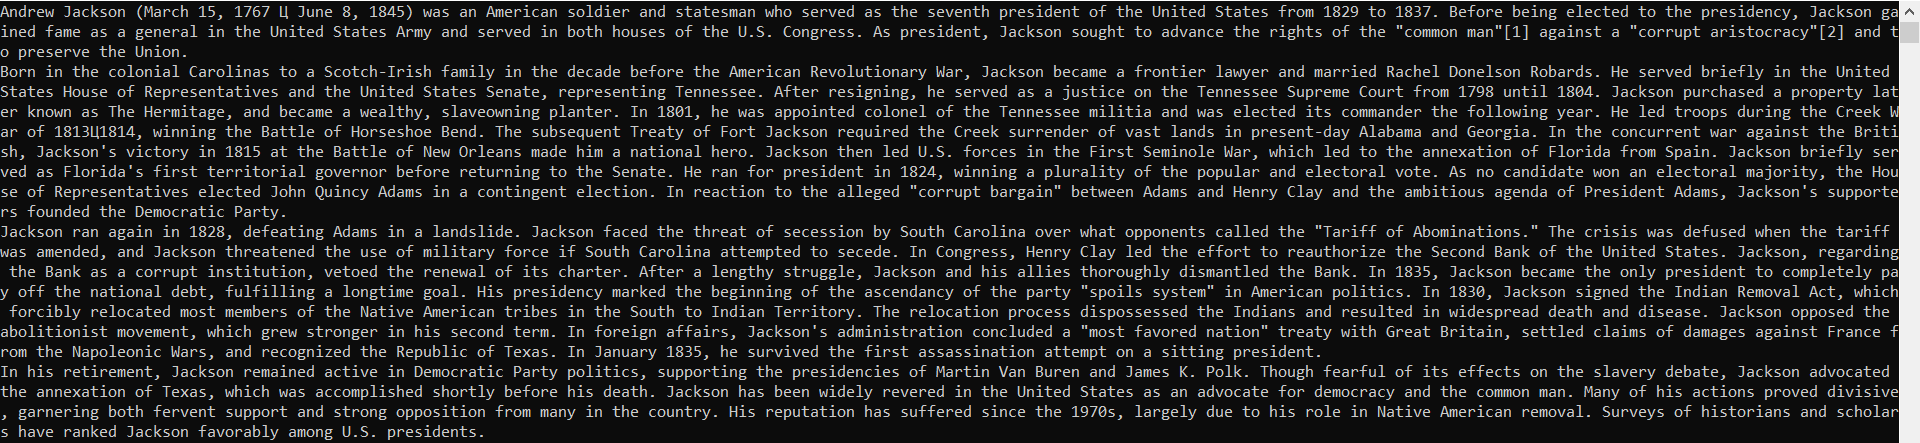 Andrew Jackson (March 15, 1767 Ц June 8, 1845) was an American soldier and statesman who served as the seventh president of the United States from 1829 to 1837. Before being elected to the presidency, Jackson ga
ined fame as a general in the United States Army and served in both houses of the U.S. Congress. As president, Jackson sought to advance the rights of the "common man"[1] against a "corrupt aristocracy"[2] and t
o preserve the Union.
Born in the colonial Carolinas to a Scotch-Irish family in the decade before the American Revolutionary War, Jackson became a frontier lawyer and married Rachel Donelson Robards. He served briefly in the United
States House of Representatives and the United States Senate, representing Tennessee. After resigning, he served as a justice on the Tennessee Supreme Court from 1798 until 1804. Jackson purchased a property lat
er known as The Hermitage, and became a wealthy, slaveowning planter. In 1801, he was appointed colonel of the Tennessee militia and was elected its commander the following year. He led troops during the Creek W
ar of 1813Ц1814, winning the Battle of Horseshoe Bend. The subsequent Treaty of Fort Jackson required the Creek surrender of vast lands in present-day Alabama and Georgia. In the concurrent war against the Briti
sh, Jackson's victory in 1815 at the Battle of New Orleans made him a national hero. Jackson then led U.S. forces in the First Seminole War, which led to the annexation of Florida from Spain. Jackson briefly ser
ved as Florida's first territorial governor before returning to the Senate. He ran for president in 1824, winning a plurality of the popular and electoral vote. As no candidate won an electoral majority, the Hou
se of Representatives elected John Quincy Adams in a contingent election. In reaction to the alleged "corrupt bargain" between Adams and Henry Clay and the ambitious agenda of President Adams, Jackson's supporte
rs founded the Democratic Party.
Jackson ran again in 1828, defeating Adams in a landslide. Jackson faced the threat of secession by South Carolina over what opponents called the "Tariff of Abominations." The crisis was defused when the tariff
was amended, and Jackson threatened the use of military force if South Carolina attempted to secede. In Congress, Henry Clay led the effort to reauthorize the Second Bank of the United States. Jackson, regarding
the Bank as a corrupt institution, vetoed the renewal of its charter. After a lengthy struggle, Jackson and his allies thoroughly dismantled the Bank. In 1835, Jackson became the only president to completely pa
y off the national debt, fulfilling a longtime goal. His presidency marked the beginning of the ascendancy of the party "spoils system" in American politics. In 1830, Jackson signed the Indian Removal Act, which
forcibly relocated most members of the Native American tribes in the South to Indian Territory. The relocation process dispossessed the Indians and resulted in widespread death and disease. Jackson opposed the
abolitionist movement, which grew stronger in his second term. In foreign affairs, Jackson's administration concluded a "most favored nation" treaty with Great Britain, settled claims of damages against France f
rom the Napoleonic Wars, and recognized the Republic of Texas. In January 1835, he survived the first assassination attempt on a sitting president.
In his retirement, Jackson remained active in Democratic Party politics, supporting the presidencies of Martin Van Buren and James K. Polk. Though fearful of its effects on the slavery debate, Jackson advocated
the annexation of Texas, which was accomplished shortly before his death. Jackson has been widely revered in the United States as an advocate for democracy and the common man. Many of his actions proved divisive
, garnering both fervent support and strong opposition from many in the country. His reputation has suffered since the 1970s, largely due to his role in Native American removal. Surveys of historians and scholar
s have ranked Jackson favorably among U.S. presidents.